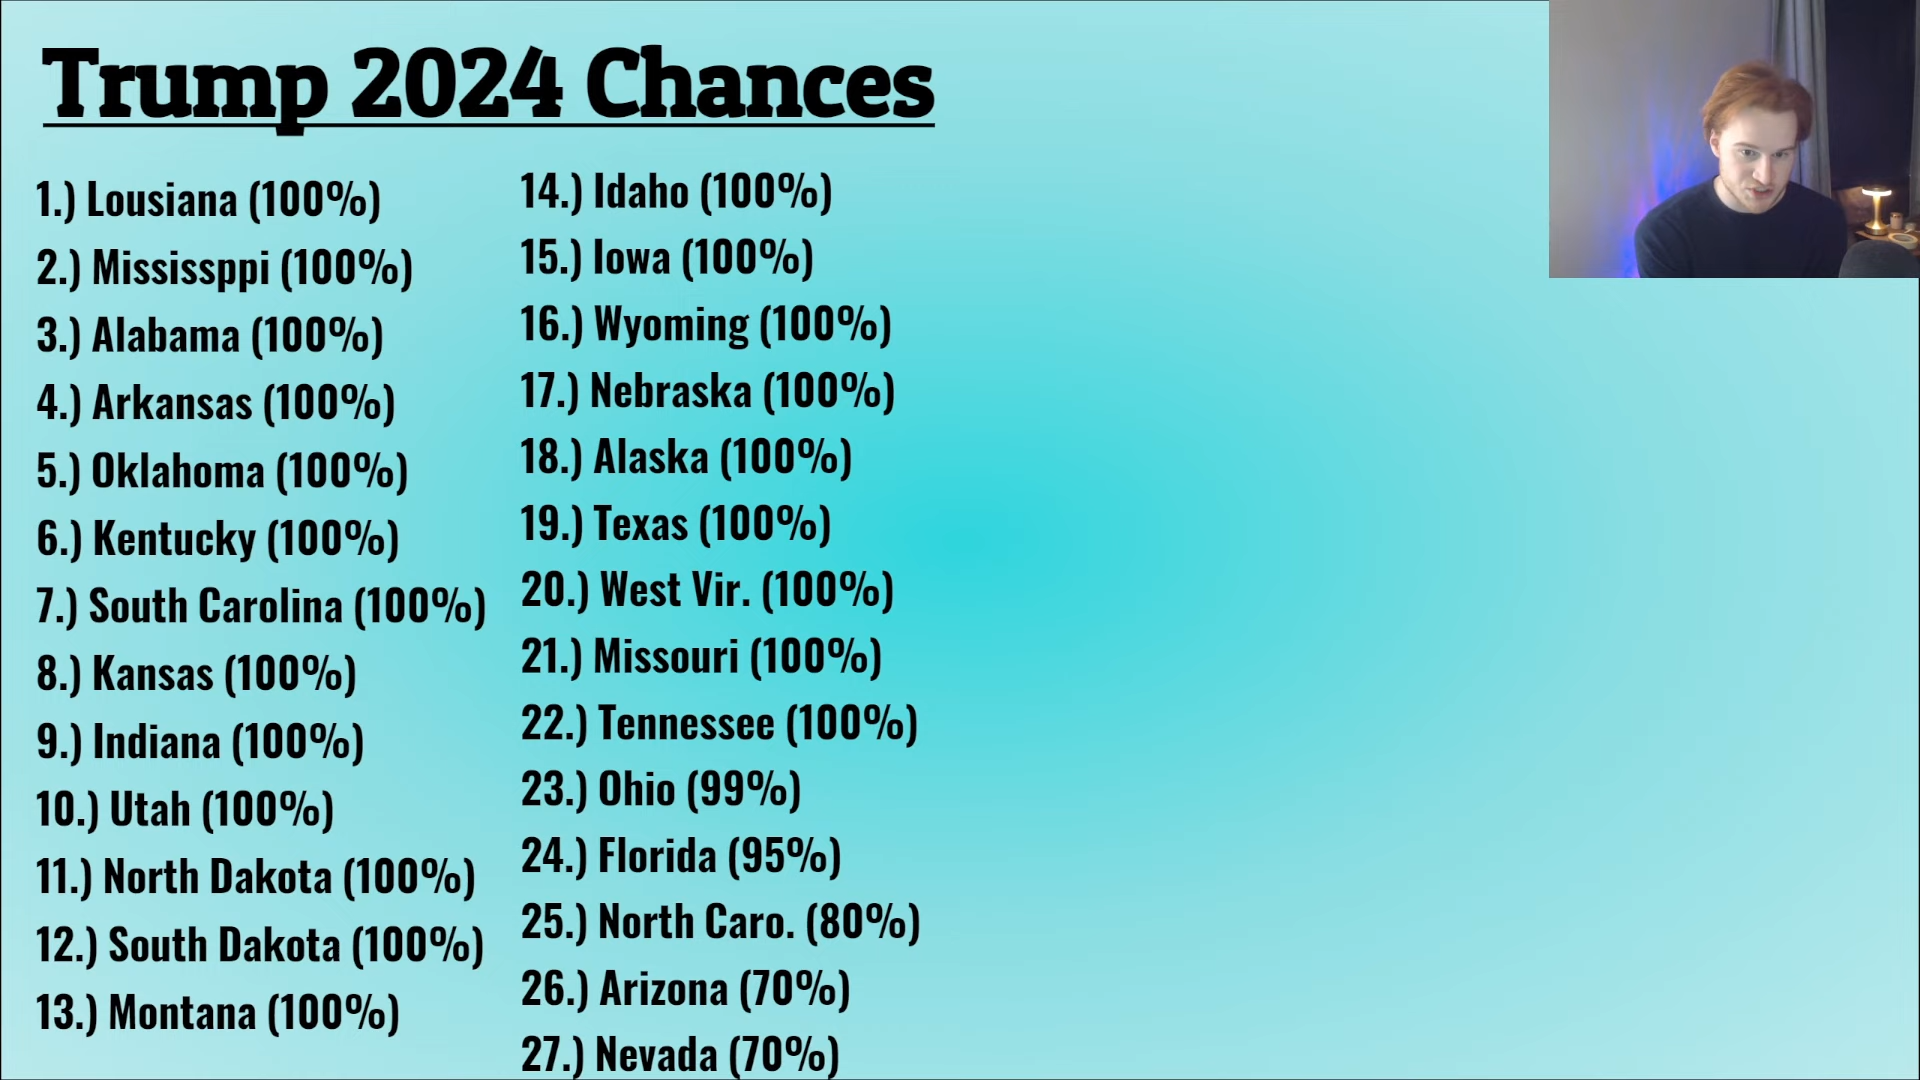 Trump 2024 Chances
1.) Lousiana (100%)
2.) Mississppi (100%)
3.) Alabama (100%)
4.) Arkansas (100%)
5.) Oklahoma (100%)
6.) Kentucky (100%)
7.) South Carolina (100%)
8.) Kansas (100%)
9.) Indiana (100%)
10.) Utah (100%)
11.) North Dakota (100%)
12.) South Dakota (100%)
13.) Montana (100%)
14.) Idaho (100%)
15.) Iowa (100%)
16.) Wyoming (100%)
17.) Nebraska (100%)
18.) Alaska (100%)
19.) Texas (100%)
20.) West Vir. (100%)
21.) Missouri (100%)
22.) Tennessee (100%)
23.) Ohio (99%)
24.) Florida (95%)
25.) North Caro. (80%)
26.) Arizona (70%)
27.) Nevada (70%)